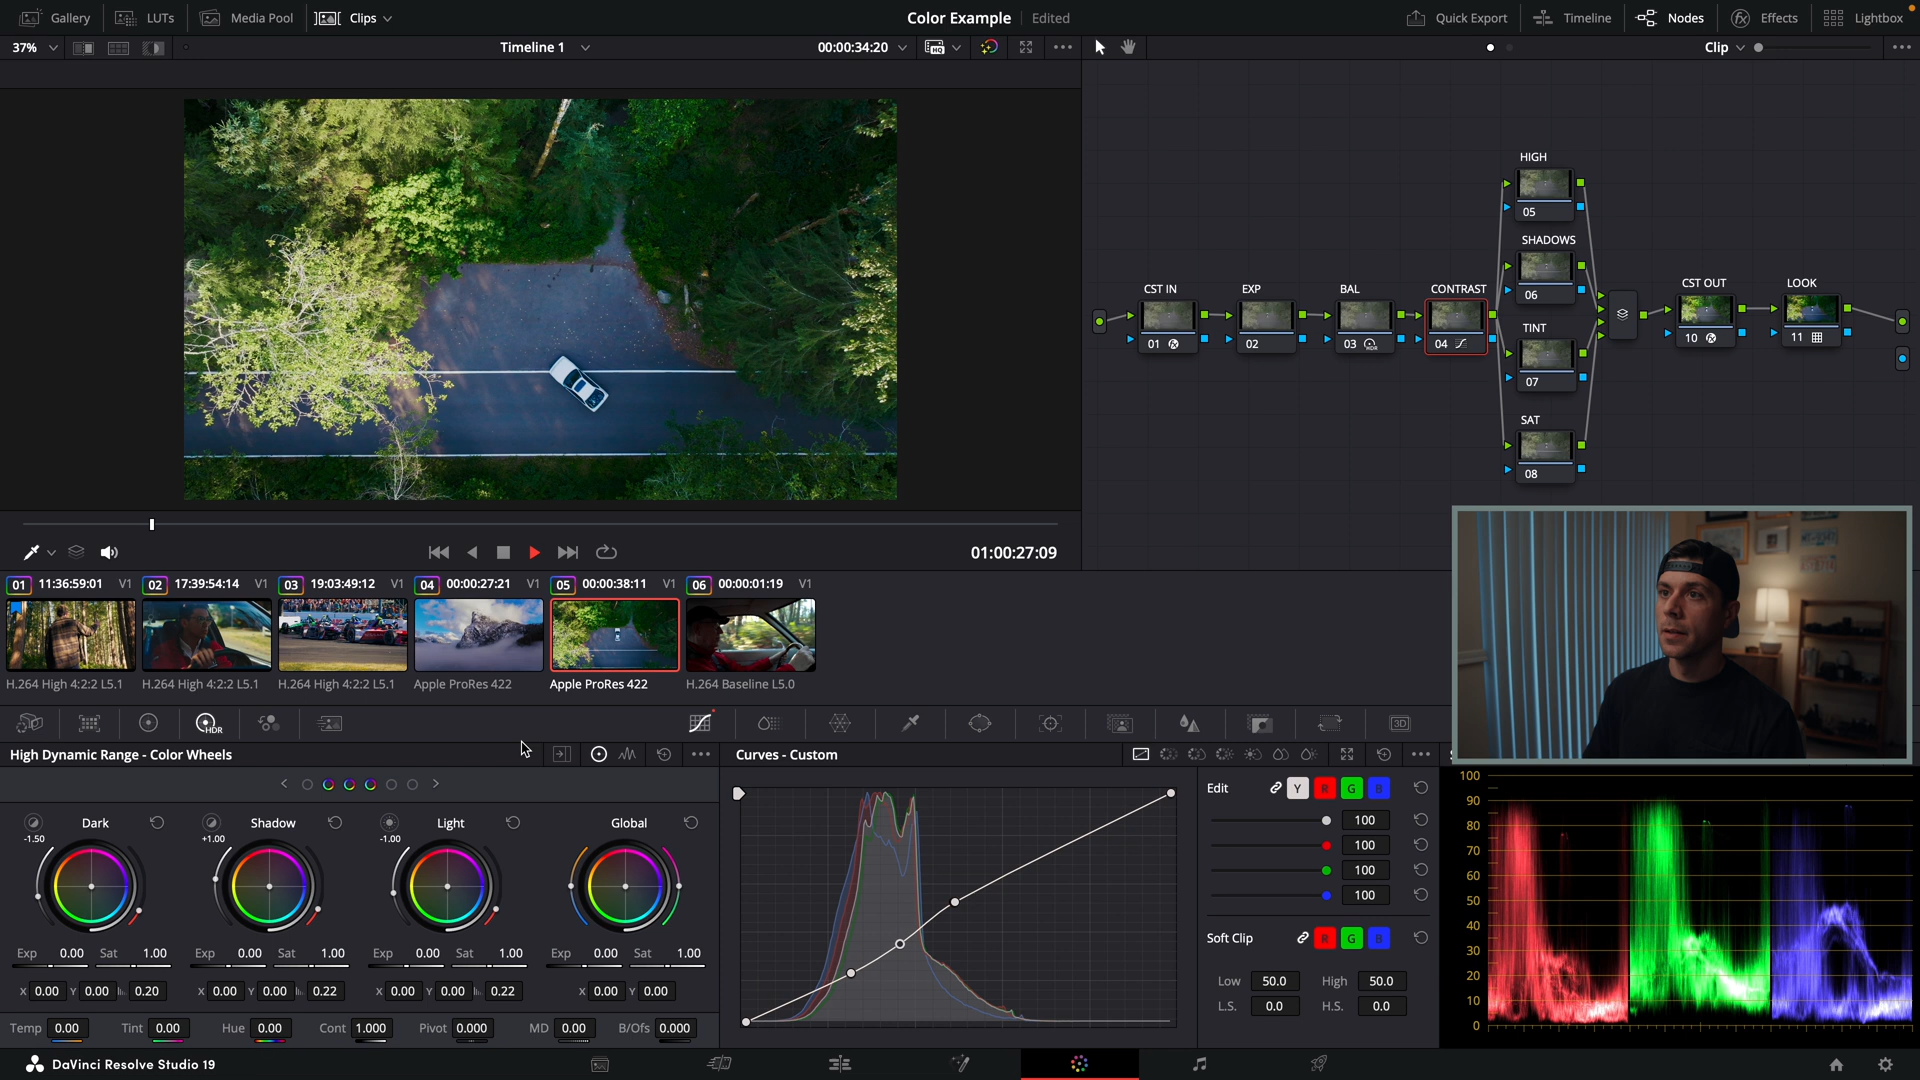 Gallery LUTs Media Pool Clips Color Example Edited Quick Export Timeline Nodes Effects Lightbox
37% Timeline 1 00:00:34:20 HQ Clip
HIGH
05
SHADOWS
06
CST IN EXP BAL CONTRAST CST OUT LOOK
01 02 03 HDR 04 10 11
TINT
07
SAT
08
01:00:27:09
01 11:36:59:01 V1 02 17:39:54:14 V1 03 19:03:49:12 V1 04 00:00:27:21 V1 05 00:00:38:11 V1 06 00:00:01:19 V1
H.264 High 4:2:2 L5.1 H.264 High 4:2:2 L5.1 H.264 High 4:2:2 L5.1 Apple ProRes 422 Apple ProRes 422 H.264 Baseline L5.0
HDR 3D
High Dynamic Range - Color Wheels Curves - Custom
Dark Shadow Light Global
-1.50 +1.00 -1.00
Exp 0.00 Sat 1.00 Exp 0.00 Sat 1.00 Exp 0.00 Sat 1.00 Exp 0.00 Sat 1.00
X 0.00 Y 0.00 0.20 X 0.00 Y 0.00 0.22 X 0.00 Y 0.00 0.22 X 0.00 Y 0.00
Temp 0.00 Tint 0.00 Hue 0.00 Cont 1.000 Pivot 0.000 MD 0.00 B/Ofs 0.000
Edit Y R G B
100
100
100
100
Soft Clip R G B
Low 50.0 High 50.0
L.S. 0.0 H.S. 0.0
100
90
80
70
60
50
40
30
20
10
0
DaVinci Resolve Studio 19